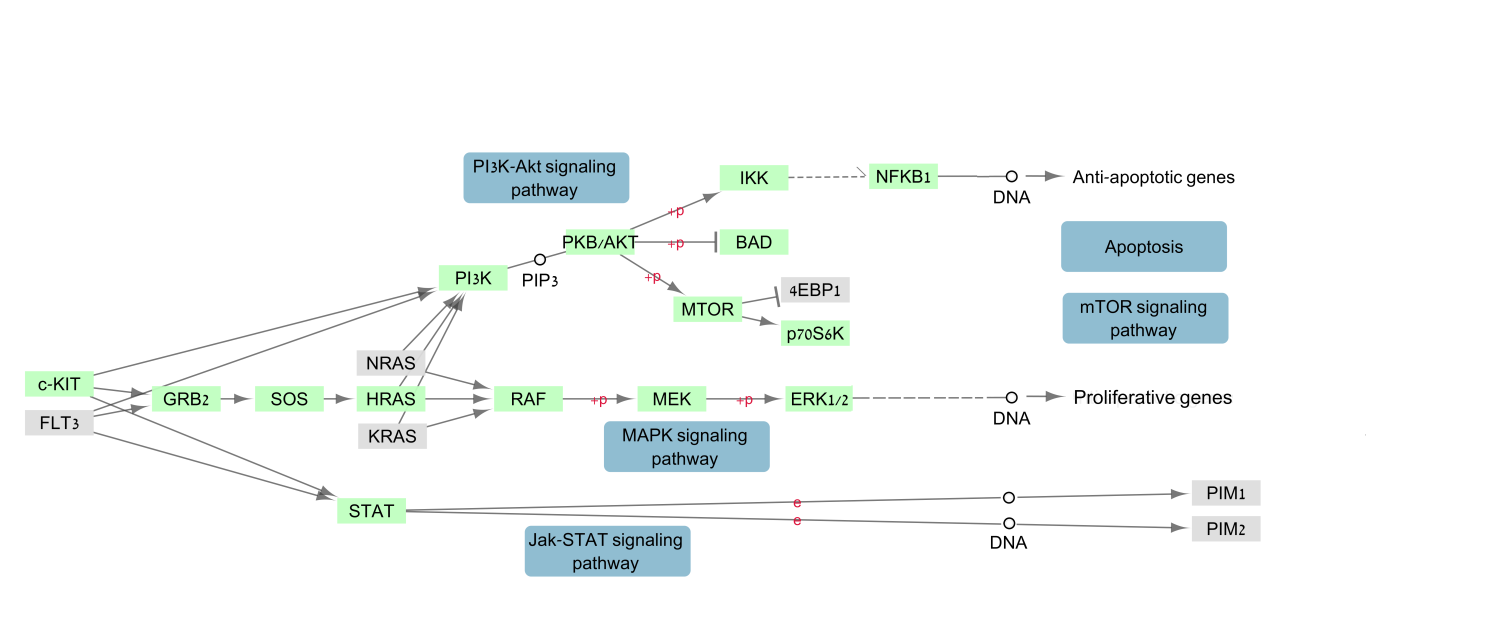 PI3K-Akt signaling
pathway
IKK
NFKB1
Anti-apoptotic genes
DNA
+p
PKB/AKT
+p
BAD
Apoptosis
PI3K
PIP3
+p
4EBP1
MTOR
mTOR signaling
pathway
p70S6K
NRAS
c-KIT
GRB2
SOS
HRAS
RAF
+p
MEK
+p
ERK1/2
Proliferative genes
DNA
FLT3
KRAS
MAPK signaling
pathway
STAT
e
e
PIM1
PIM2
DNA
Jak-STAT signaling
pathway